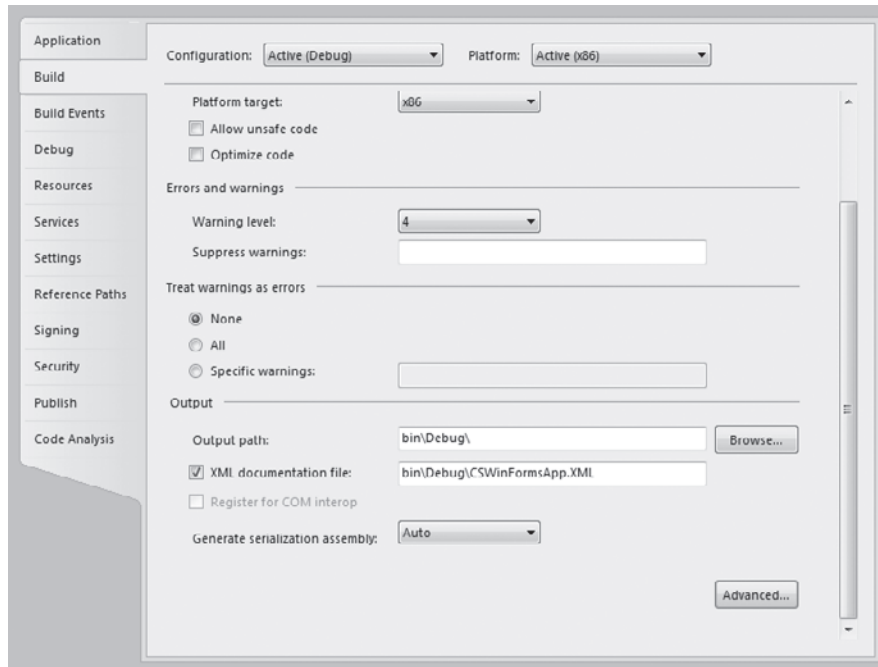 Application
Build
Build Events
Debug
Resources
Services
Settings
Reference Paths
Signing
Security
Publish
Code Analysis
Configuration: Active (Debug) Platform: Active (x86)
Platform target: x86
Allow unsafe code
Optimize code
Errors and warnings
Warning level: 4
Suppress warnings:
Treat warnings as errors
None
All
Specific warnings:
Output
Output path: bin\Debug\ Browse...
XML documentation file: bin\Debug\CSWinFormsApp.XML
Register for COM interop
Generate serialization assembly: Auto
Advanced...